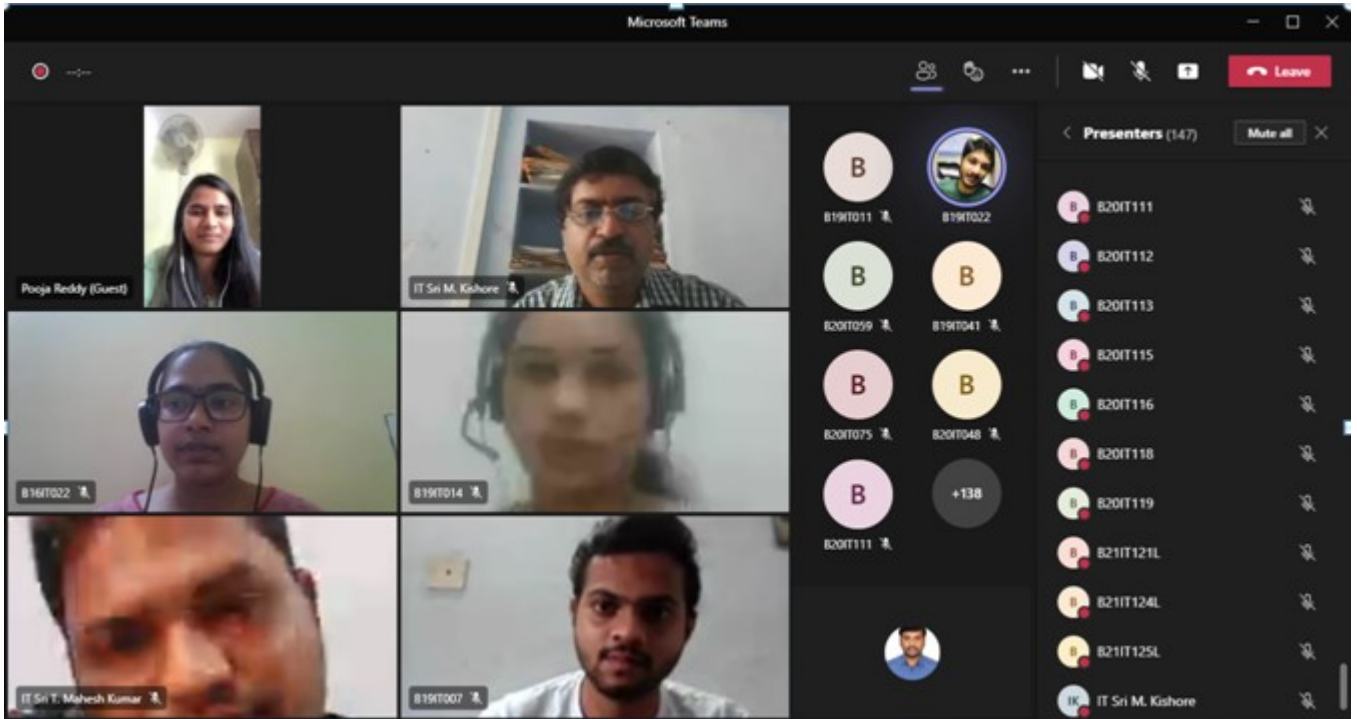 Microsoft Teams
--:--
Leave
Pooja Reddy (Guest)
IT Sri M. Kishore
B16IT022
B19IT014
IT Sri T. Mahesh Kumar
B19IT007
B
B19IT011
B19IT022
B
B20IT059
B
B19IT041
B
B20IT075
B
B20IT048
B
B20IT111
+138
Presenters (147)
Mute all
B
B20IT111
B
B20IT112
B
B20IT113
B
B20IT115
B
B20IT116
B
B20IT118
B
B20IT119
B
B21IT121L
B
B21IT124L
B
B21IT125L
IK
IT Sri M. Kishore